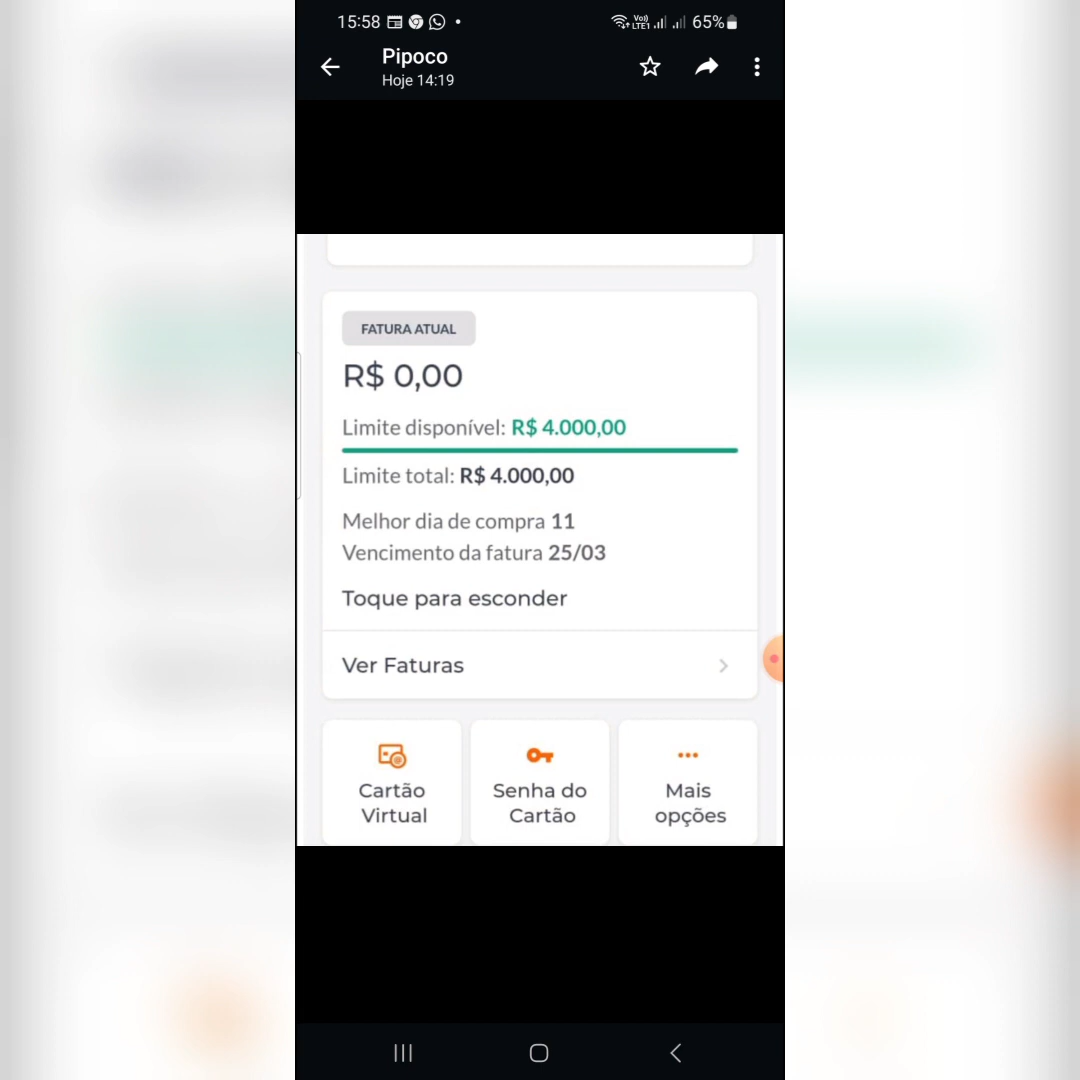 15:58
Vo)) LTE1 65%
Pipoco
Hoje 14:19
FATURA ATUAL
R$ 0,00
Limite disponível: R$ 4.000,00
Limite total: R$ 4.000,00
Melhor dia de compra 11
Vencimento da fatura 25/03
Toque para esconder
Ver Faturas
Cartão Virtual
Senha do Cartão
Mais opções